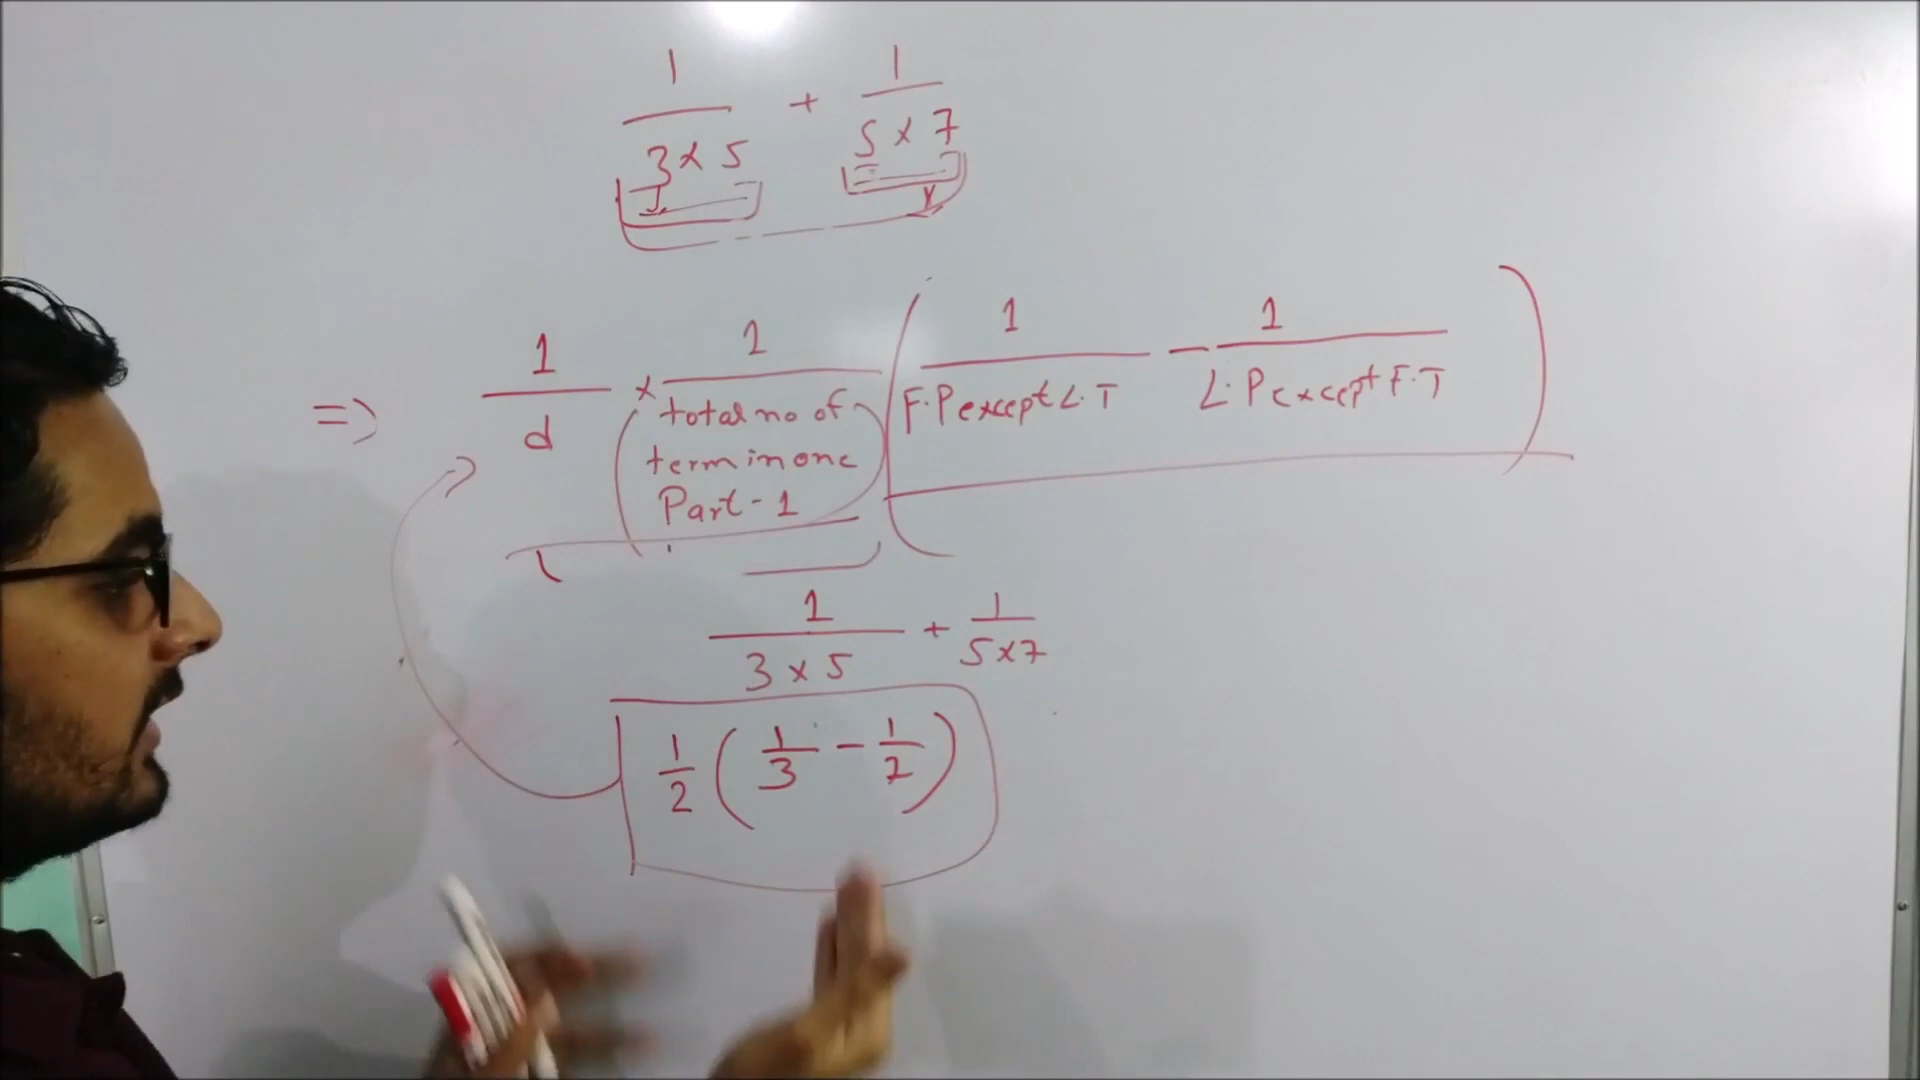 1/(3×5) + 1/(5×7)
=> 1/d × 1/(total no of term in one Part - 1) (1/(F.P except L.T) - 1/(L.P except F.T))
1/(3×5) + 1/(5×7)
1/2 (1/3 - 1/7)